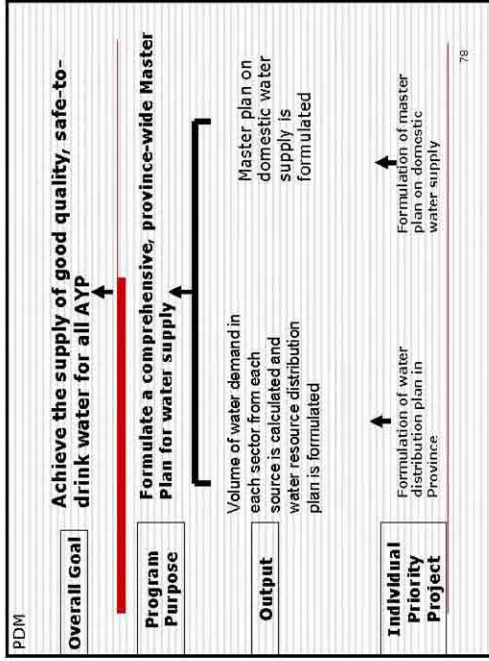 PDM
Overall Goal
Achieve the supply of good quality, safe-to-
drink water for all AYP
Program
Purpose
Formulate a comprehensive, province-wide Master
Plan for water supply
Output
Volume of water demand in
each sector from each
source is calculated and
water resource distribution
plan is formulated
Master plan on
domestic water
supply is
formulated
Individual
Priority
Project
Formulation of water
distribution plan in
Province
Formulation of master
plan on domestic
water supply
78